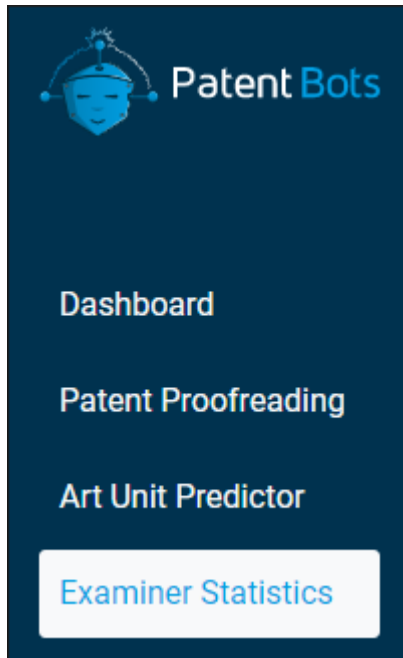 Patent Bots
Dashboard
Patent Proofreading
Art Unit Predictor
Examiner Statistics